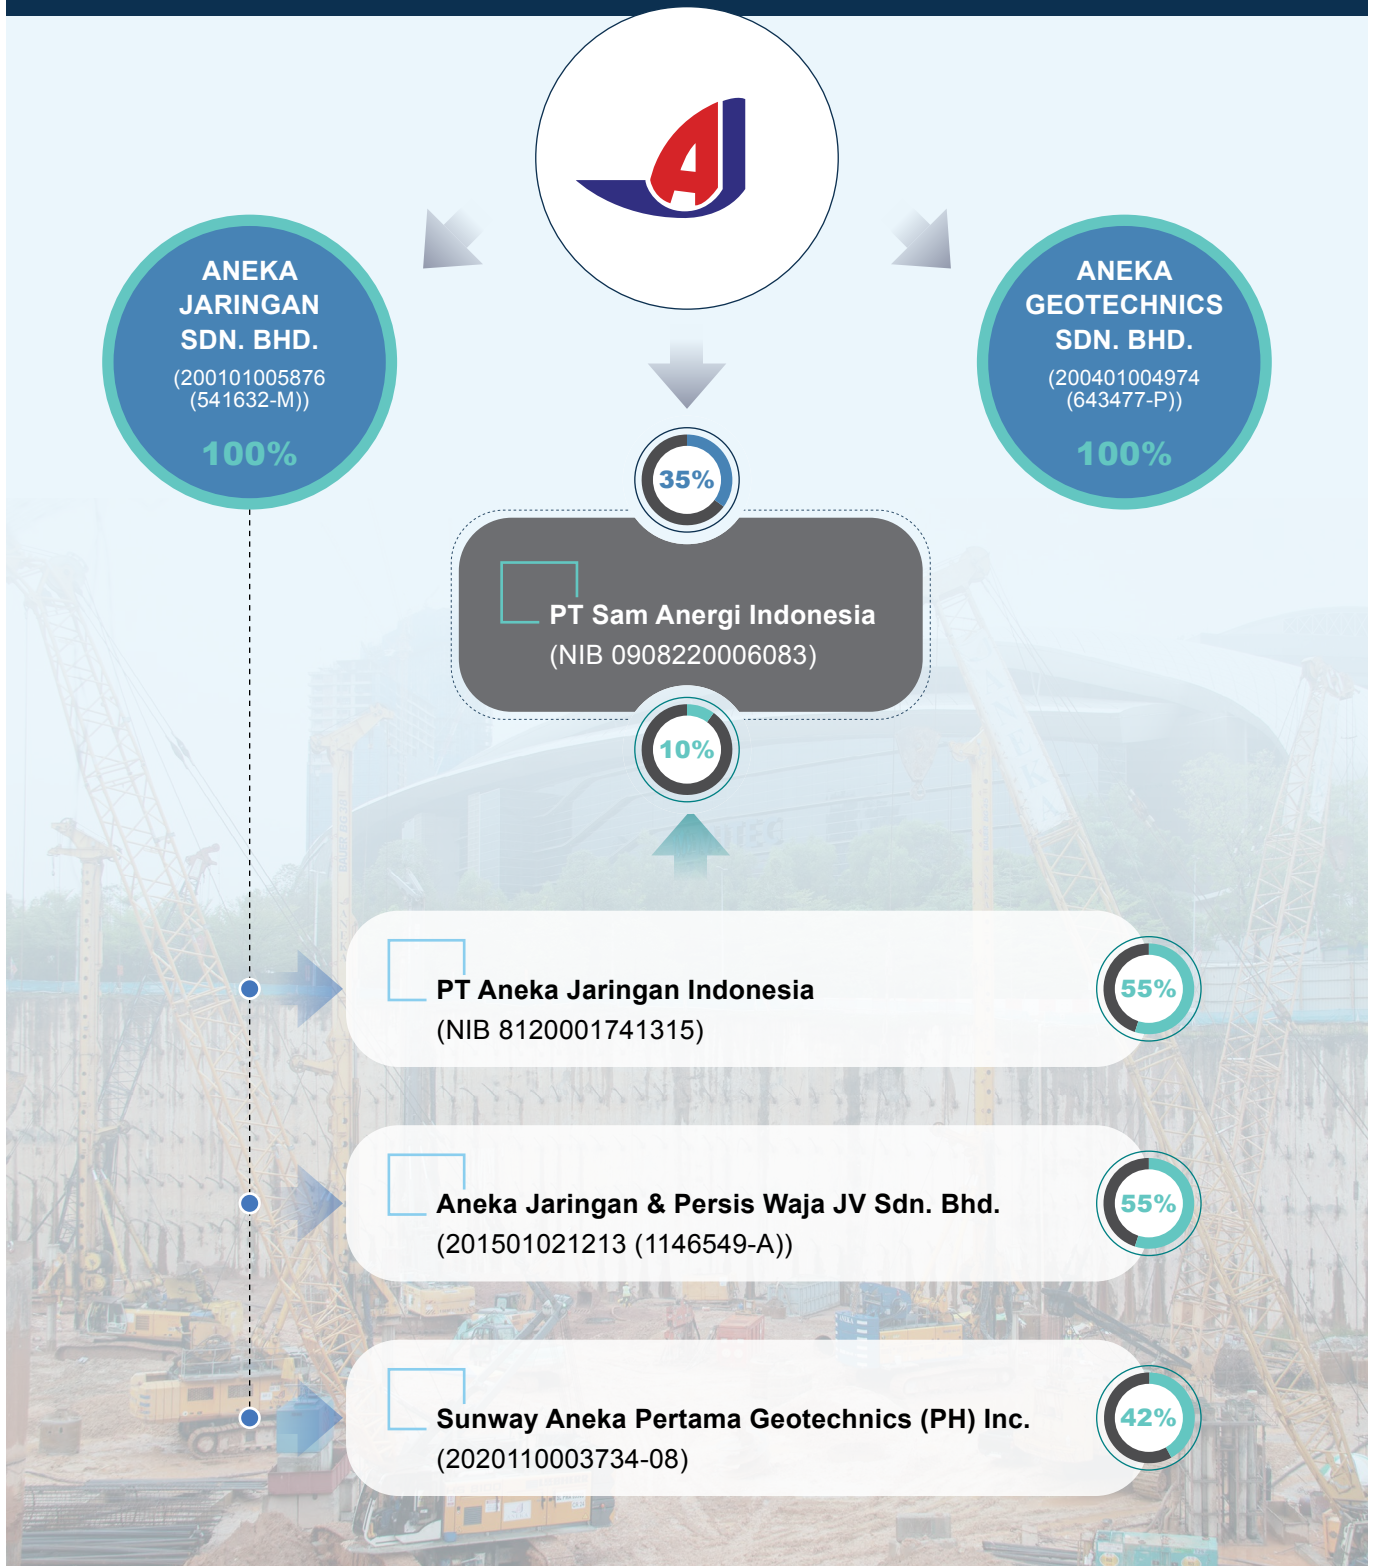 ANEKA
JARINGAN
SDN. BHD.
(200101005876
(541632-M))
100%
ANEKA
GEOTECHNICS
SDN. BHD.
(200401004974
(643477-P))
100%
35%
PT Sam Anergi Indonesia
(NIB 0908220006083)
10%
PT Aneka Jaringan Indonesia
(NIB 8120001741315)
55%
Aneka Jaringan & Persis Waja JV Sdn. Bhd.
(201501021213 (1146549-A))
55%
Sunway Aneka Pertama Geotechnics (PH) Inc.
(2020110003734-08)
42%